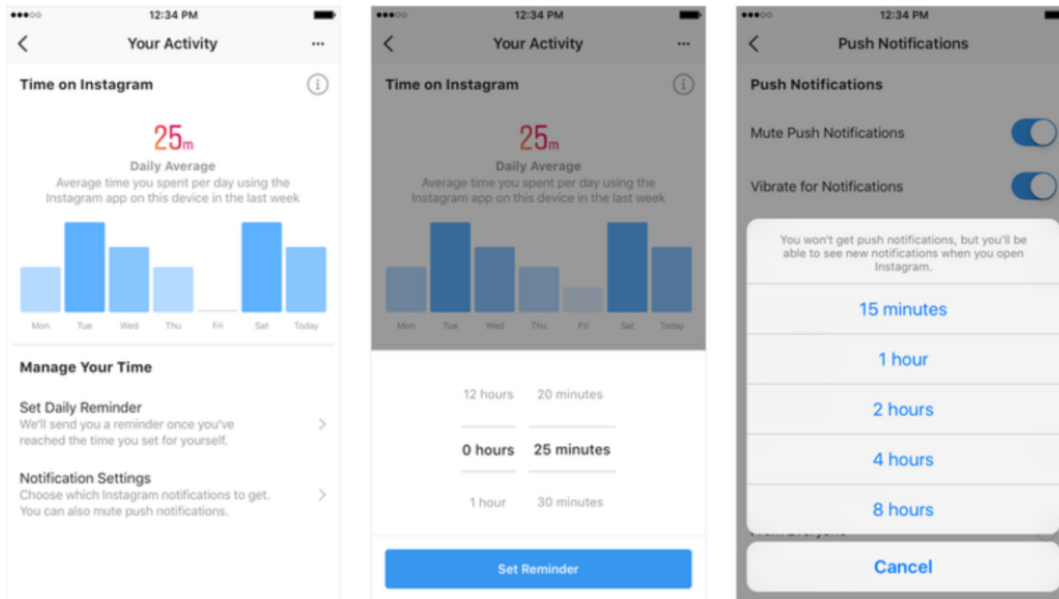 12:34 PM
Your Activity
Time on Instagram
25m
Daily Average
Average time you spent per day using the
Instagram app on this device in the last week
Mon Tue Wed Thu Fri Sat Today
Manage Your Time
Set Daily Reminder
We'll send you a reminder once you've
reached the time you set for yourself.
Notification Settings
Choose which Instagram notifications to get.
You can also mute push notifications.
12:34 PM
Your Activity
Time on Instagram
25m
Daily Average
Average time you spent per day using the
Instagram app on this device in the last week
Mon Tue Wed Thu Fri Sat Today
12 hours 20 minutes
0 hours 25 minutes
1 hour 30 minutes
Set Reminder
12:34 PM
Push Notifications
Push Notifications
Mute Push Notifications
Vibrate for Notifications
You won't get push notifications, but you'll be
able to see new notifications when you open
Instagram.
15 minutes
1 hour
2 hours
4 hours
8 hours
From Everyone
Cancel